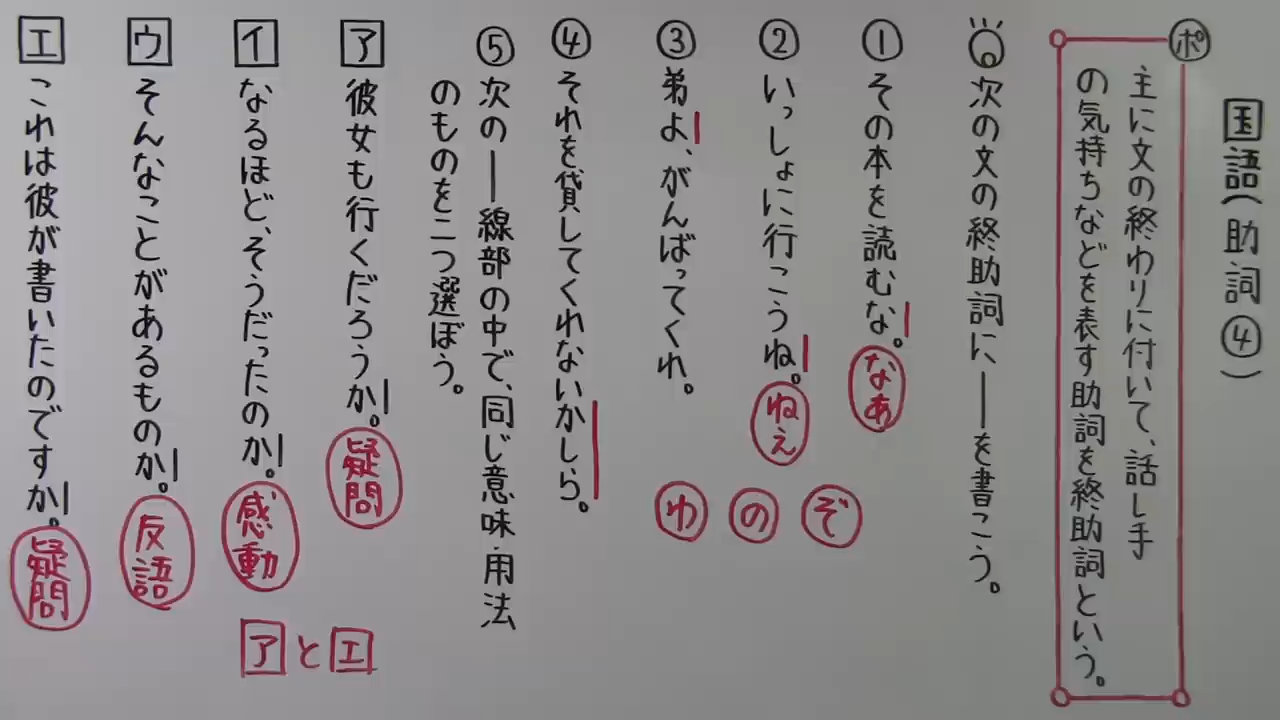 国語(助詞④)
ポ
主に文の終わりに付いて、話し手
の気持ちなどを表す助詞を終助詞という。
次の文の終助詞に――を書こう。
①その本を読むな。
なあ
②いっしょに行こうね。
ねえ
③弟よ、がんばってくれ。
ぞ
の
わ
④それを貸してくれないかしら。
⑤次の――線部の中で、同じ意味・用法
のものを二つ選ぼう。
ア 彼女も行くだろうか。
疑問
イ なるほど、そうだったのか。
感動
ウ そんなことがあるものか。
反語
エ これは彼が書いたのですか。
疑問
アとエ